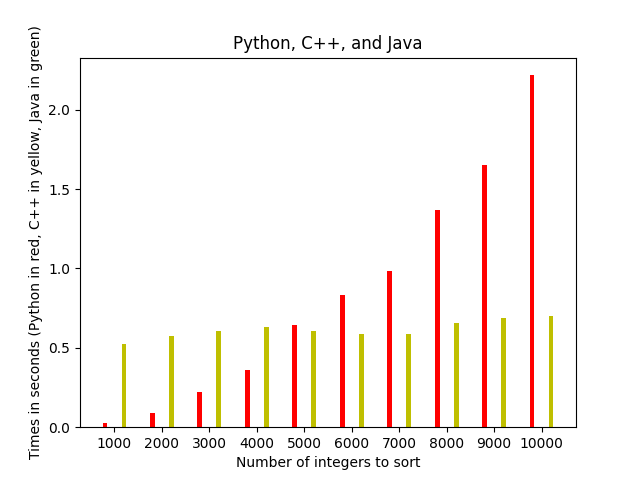 Python, C++, and Java
Times in seconds (Python in red, C++ in yellow, Java in green)
2.0
1.5
1.0
0.5
0.0
1000 2000 3000 4000 5000 6000 7000 8000 9000 10000
Number of integers to sort